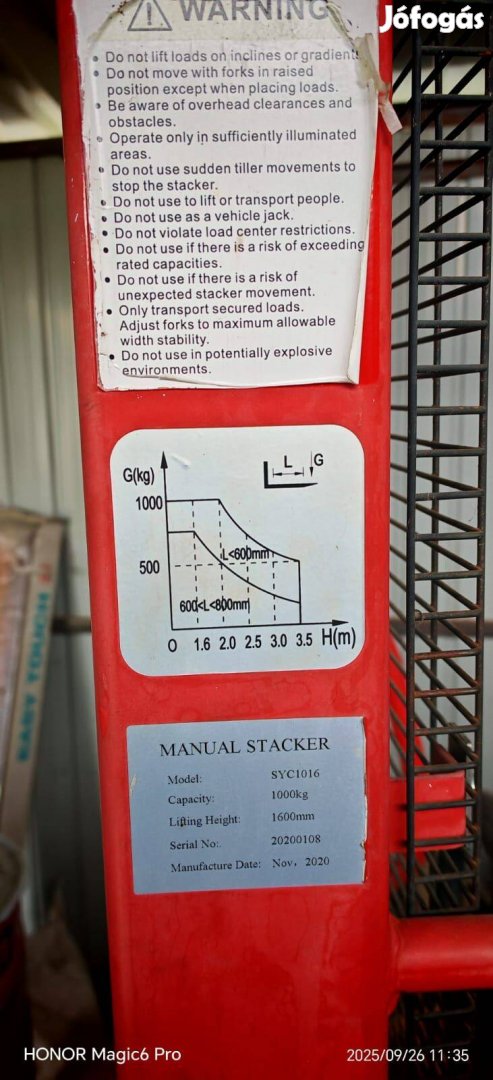 Jófogás
WARNING
• Do not lift loads on inclines or gradient
• Do not move with forks in raised
position except when placing loads.
• Be aware of overhead clearances and
obstacles.
• Operate only in sufficiently illuminated
areas.
• Do not use sudden tiller movements to
stop the stacker.
• Do not use to lift or transport people.
• Do not use as a vehicle jack.
• Do not violate load center restrictions.
• Do not use if there is a risk of exceeding
rated capacities.
• Do not use if there is a risk of
unexpected stacker movement.
• Only transport secured loads.
Adjust forks to maximum allowable
width stability.
• Do not use in potentially explosive
environments.
G(kg)
L G
1000
500
L<600mm
600<L<800mm
O 1.6 2.0 2.5 3.0 3.5 H(m)
MANUAL STACKER
Model: SYC1016
Capacity: 1000kg
Lifting Height: 1600mm
Serial No: 20200108
Manufacture Date: Nov, 2020
EASY TOUCH
HONOR Magic6 Pro
2025/09/26 11:35